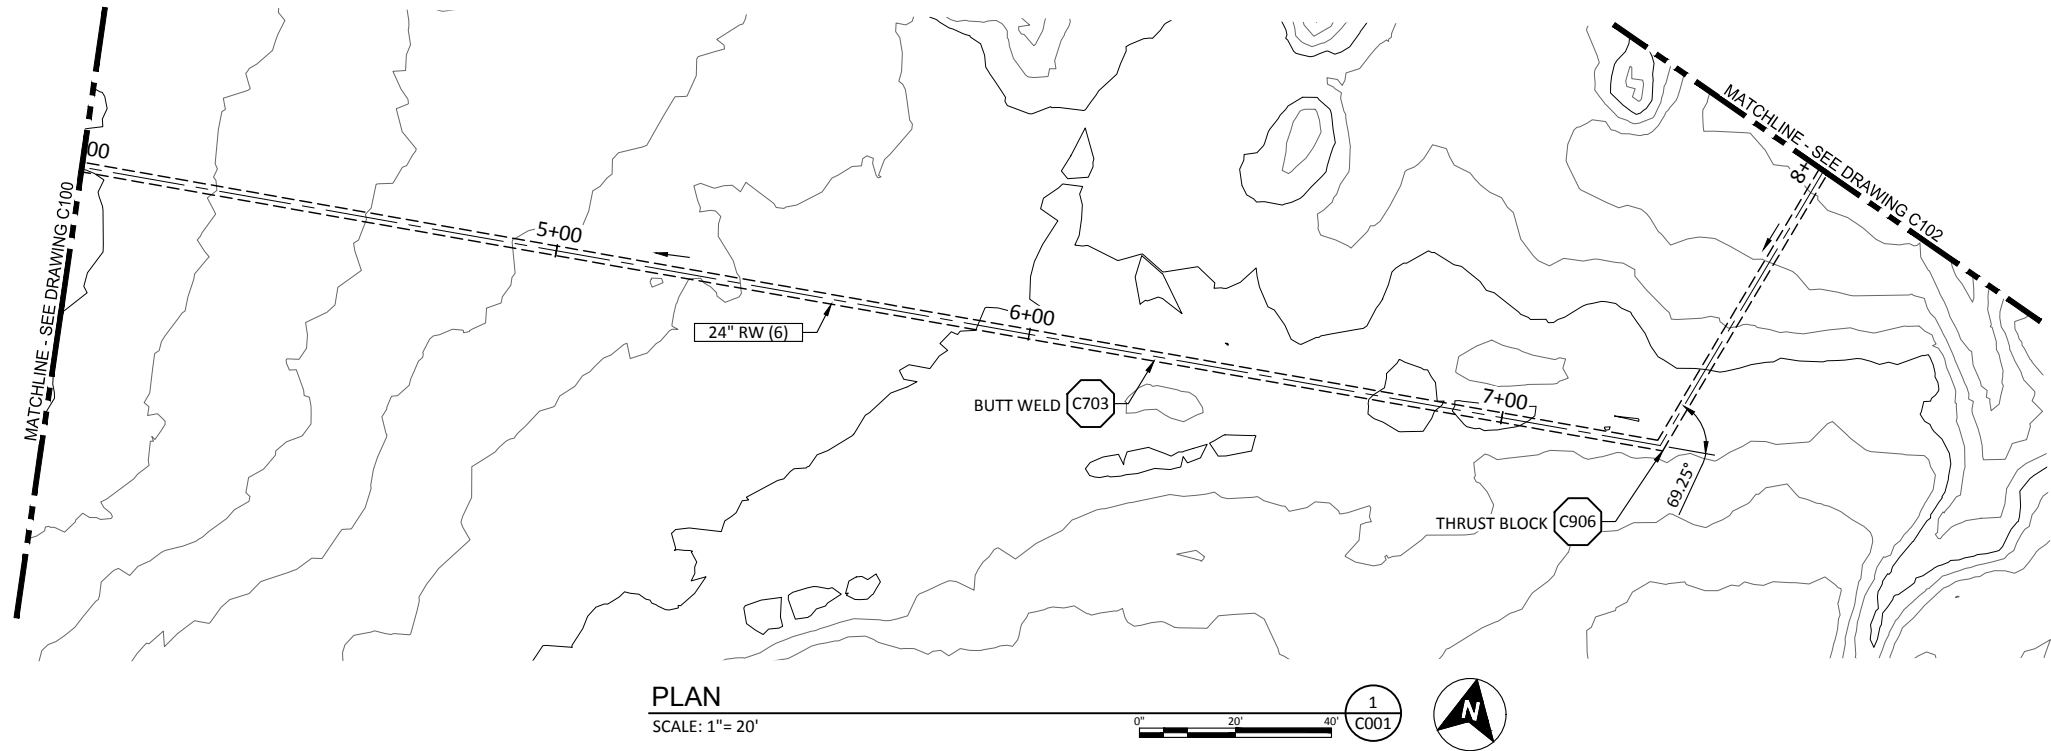 MATCHLINE - SEE DRAWING C100
00
5+00
24" RW (6)
6+00
BUTT WELD
C703
7+00
THRUST BLOCK
C906
69.25°
8+
MATCHLINE - SEE DRAWING C102
PLAN
SCALE: 1"= 20'
0"
20'
40'
1
C001
N